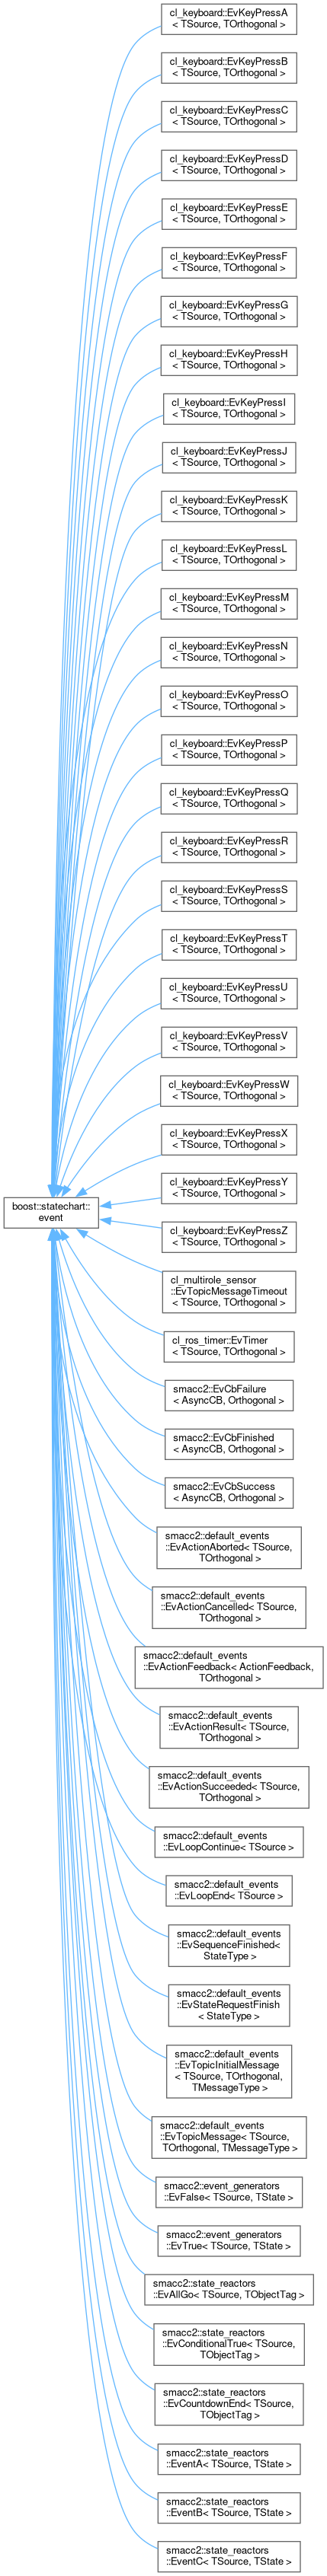 cl_keyboard::EvKeyPressA
< TSource, TOrthogonal >
cl_keyboard::EvKeyPressB
< TSource, TOrthogonal >
cl_keyboard::EvKeyPressC
< TSource, TOrthogonal >
cl_keyboard::EvKeyPressD
< TSource, TOrthogonal >
cl_keyboard::EvKeyPressE
< TSource, TOrthogonal >
cl_keyboard::EvKeyPressF
< TSource, TOrthogonal >
cl_keyboard::EvKeyPressG
< TSource, TOrthogonal >
cl_keyboard::EvKeyPressH
< TSource, TOrthogonal >
cl_keyboard::EvKeyPressI
< TSource, TOrthogonal >
cl_keyboard::EvKeyPressJ
< TSource, TOrthogonal >
cl_keyboard::EvKeyPressK
< TSource, TOrthogonal >
cl_keyboard::EvKeyPressL
< TSource, TOrthogonal >
cl_keyboard::EvKeyPressM
< TSource, TOrthogonal >
cl_keyboard::EvKeyPressN
< TSource, TOrthogonal >
cl_keyboard::EvKeyPressO
< TSource, TOrthogonal >
cl_keyboard::EvKeyPressP
< TSource, TOrthogonal >
cl_keyboard::EvKeyPressQ
< TSource, TOrthogonal >
cl_keyboard::EvKeyPressR
< TSource, TOrthogonal >
cl_keyboard::EvKeyPressS
< TSource, TOrthogonal >
cl_keyboard::EvKeyPressT
< TSource, TOrthogonal >
cl_keyboard::EvKeyPressU
< TSource, TOrthogonal >
cl_keyboard::EvKeyPressV
< TSource, TOrthogonal >
cl_keyboard::EvKeyPressW
< TSource, TOrthogonal >
cl_keyboard::EvKeyPressX
< TSource, TOrthogonal >
cl_keyboard::EvKeyPressY
< TSource, TOrthogonal >
boost::statechart::
event
cl_keyboard::EvKeyPressZ
< TSource, TOrthogonal >
cl_multirole_sensor
::EvTopicMessageTimeout
< TSource, TOrthogonal >
cl_ros_timer::EvTimer
< TSource, TOrthogonal >
smacc2::EvCbFailure
< AsyncCB, Orthogonal >
smacc2::EvCbFinished
< AsyncCB, Orthogonal >
smacc2::EvCbSuccess
< AsyncCB, Orthogonal >
smacc2::default_events
::EvActionAborted< TSource,
TOrthogonal >
smacc2::default_events
::EvActionCancelled< TSource,
TOrthogonal >
smacc2::default_events
::EvActionFeedback< ActionFeedback,
TOrthogonal >
smacc2::default_events
::EvActionResult< TSource,
TOrthogonal >
smacc2::default_events
::EvActionSucceeded< TSource,
TOrthogonal >
smacc2::default_events
::EvLoopContinue< TSource >
smacc2::default_events
::EvLoopEnd< TSource >
smacc2::default_events
::EvSequenceFinished<
StateType >
smacc2::default_events
::EvStateRequestFinish
< StateType >
smacc2::default_events
::EvTopicInitialMessage
< TSource, TOrthogonal,
TMessageType >
smacc2::default_events
::EvTopicMessage< TSource,
TOrthogonal, TMessageType >
smacc2::event_generators
::EvFalse< TSource, TState >
smacc2::event_generators
::EvTrue< TSource, TState >
smacc2::state_reactors
::EvAllGo< TSource, TObjectTag >
smacc2::state_reactors
::EvConditionalTrue< TSource,
TObjectTag >
smacc2::state_reactors
::EvCountdownEnd< TSource,
TObjectTag >
smacc2::state_reactors
::EventA< TSource, TState >
smacc2::state_reactors
::EventB< TSource, TState >
smacc2::state_reactors
::EventC< TSource, TState >